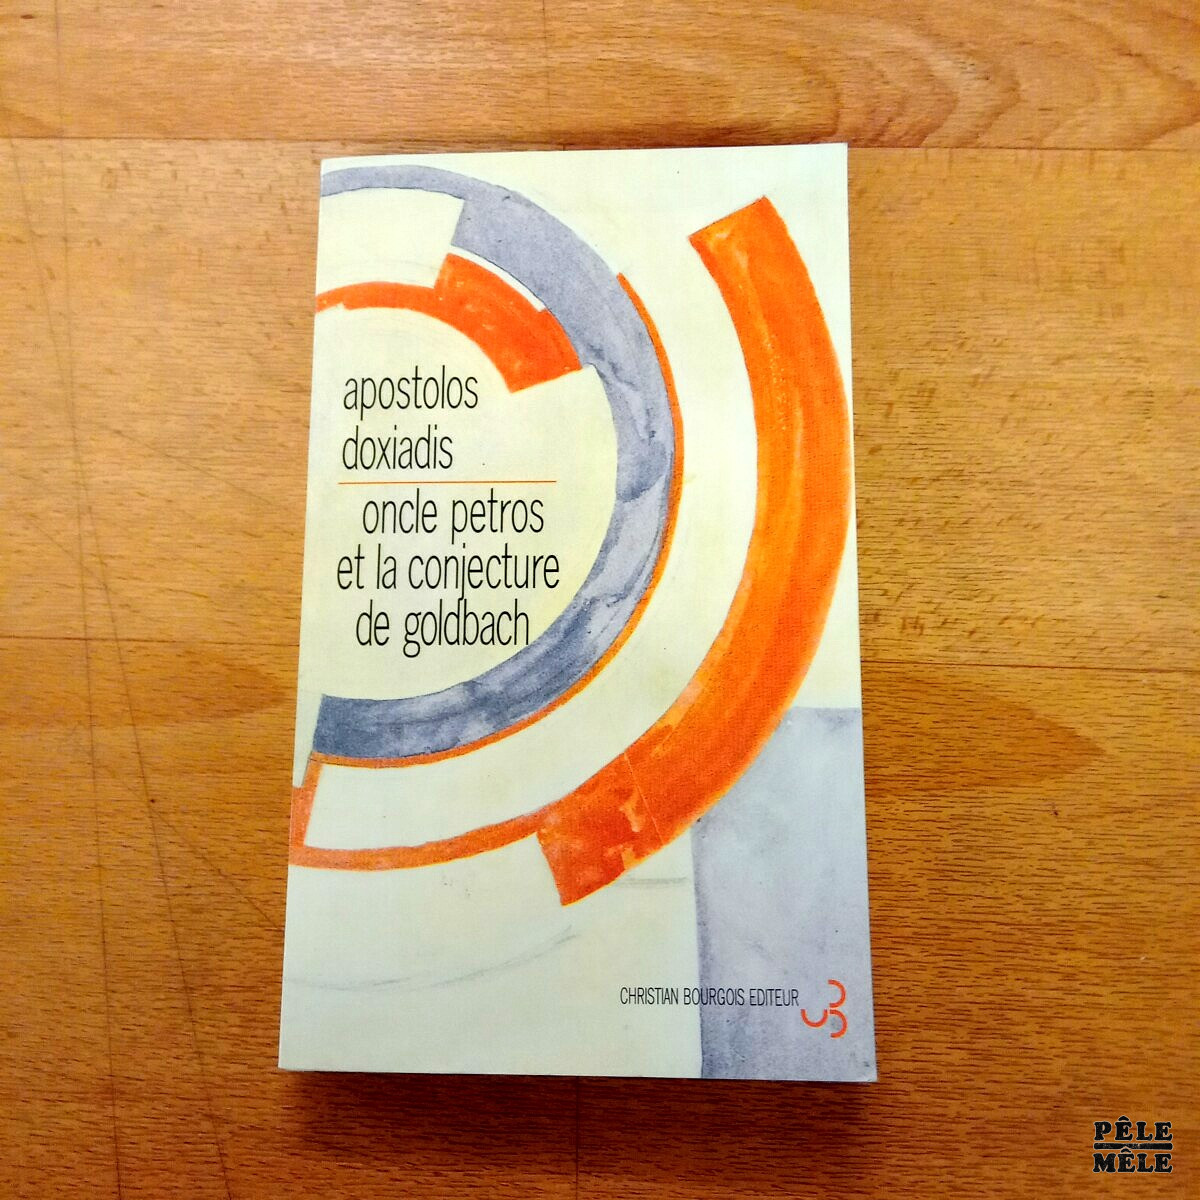 apostolos
doxiadis
oncle petros
et la conjecture
de goldbach
CHRISTIAN BOURGOIS EDITEUR
PÊLE
MÊLE